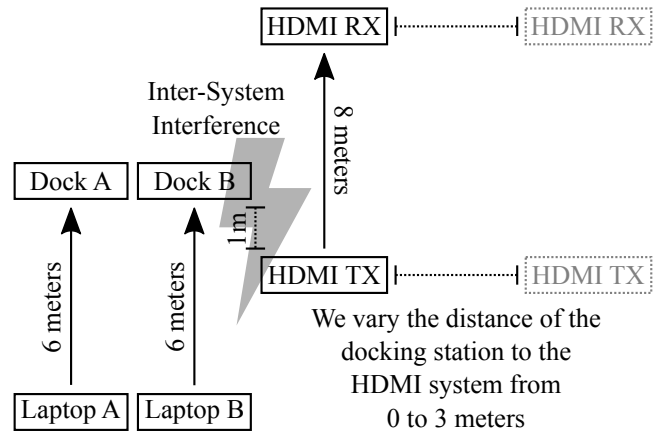 HDMI RX
HDMI RX
Inter-System
Interference
8 meters
Dock A
Dock B
1m
HDMI TX
HDMI TX
6 meters
6 meters
We vary the distance of the
docking station to the
HDMI system from
0 to 3 meters
Laptop A
Laptop B